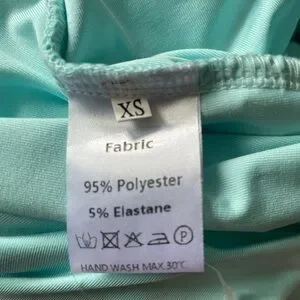 XS
Fabric
95% Polyester
5% Elastane
P
HAND WASH MAX.30°C